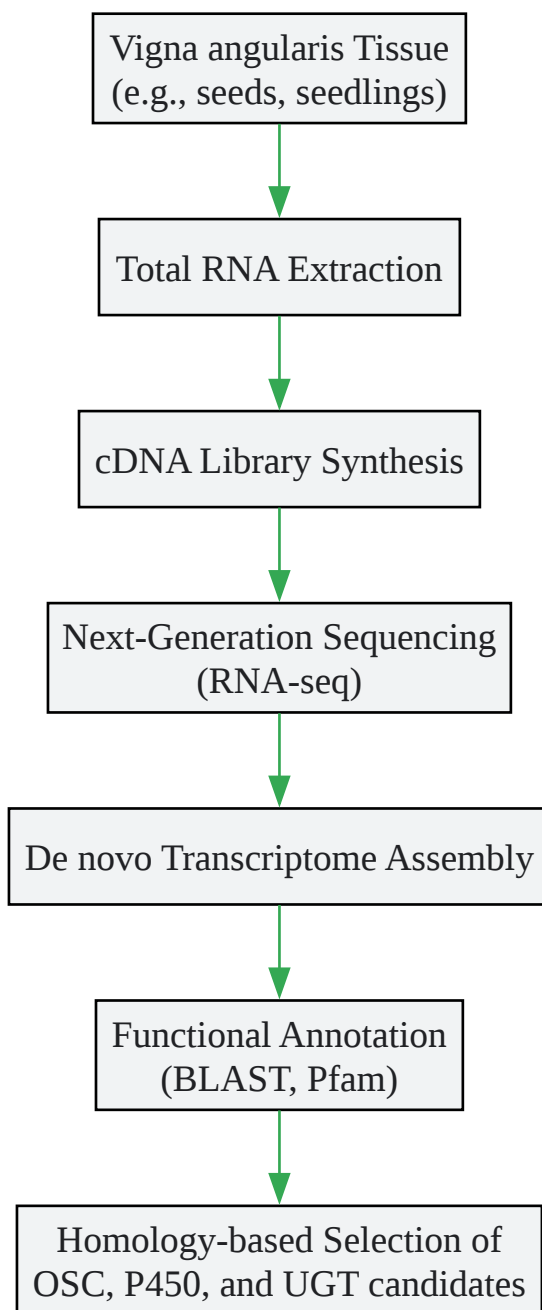 Vigna angularis Tissue
(e.g., seeds, seedlings)
Total RNA Extraction
cDNA Library Synthesis
Next-Generation Sequencing
(RNA-seq)
De novo Transcriptome Assembly
Functional Annotation
(BLAST, Pfam)
Homology-based Selection of
OSC, P450, and UGT candidates